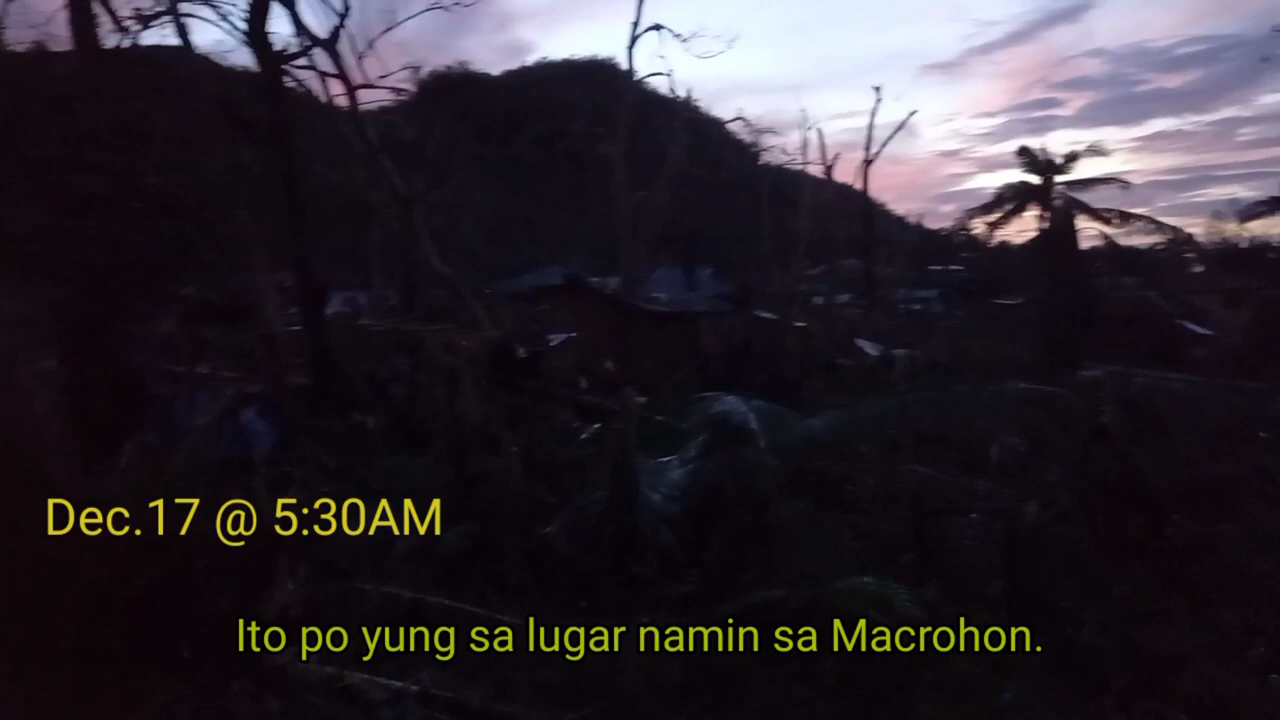 Dec.17 @ 5:30AM
Ito po yung sa lugar namin sa Macrohon.